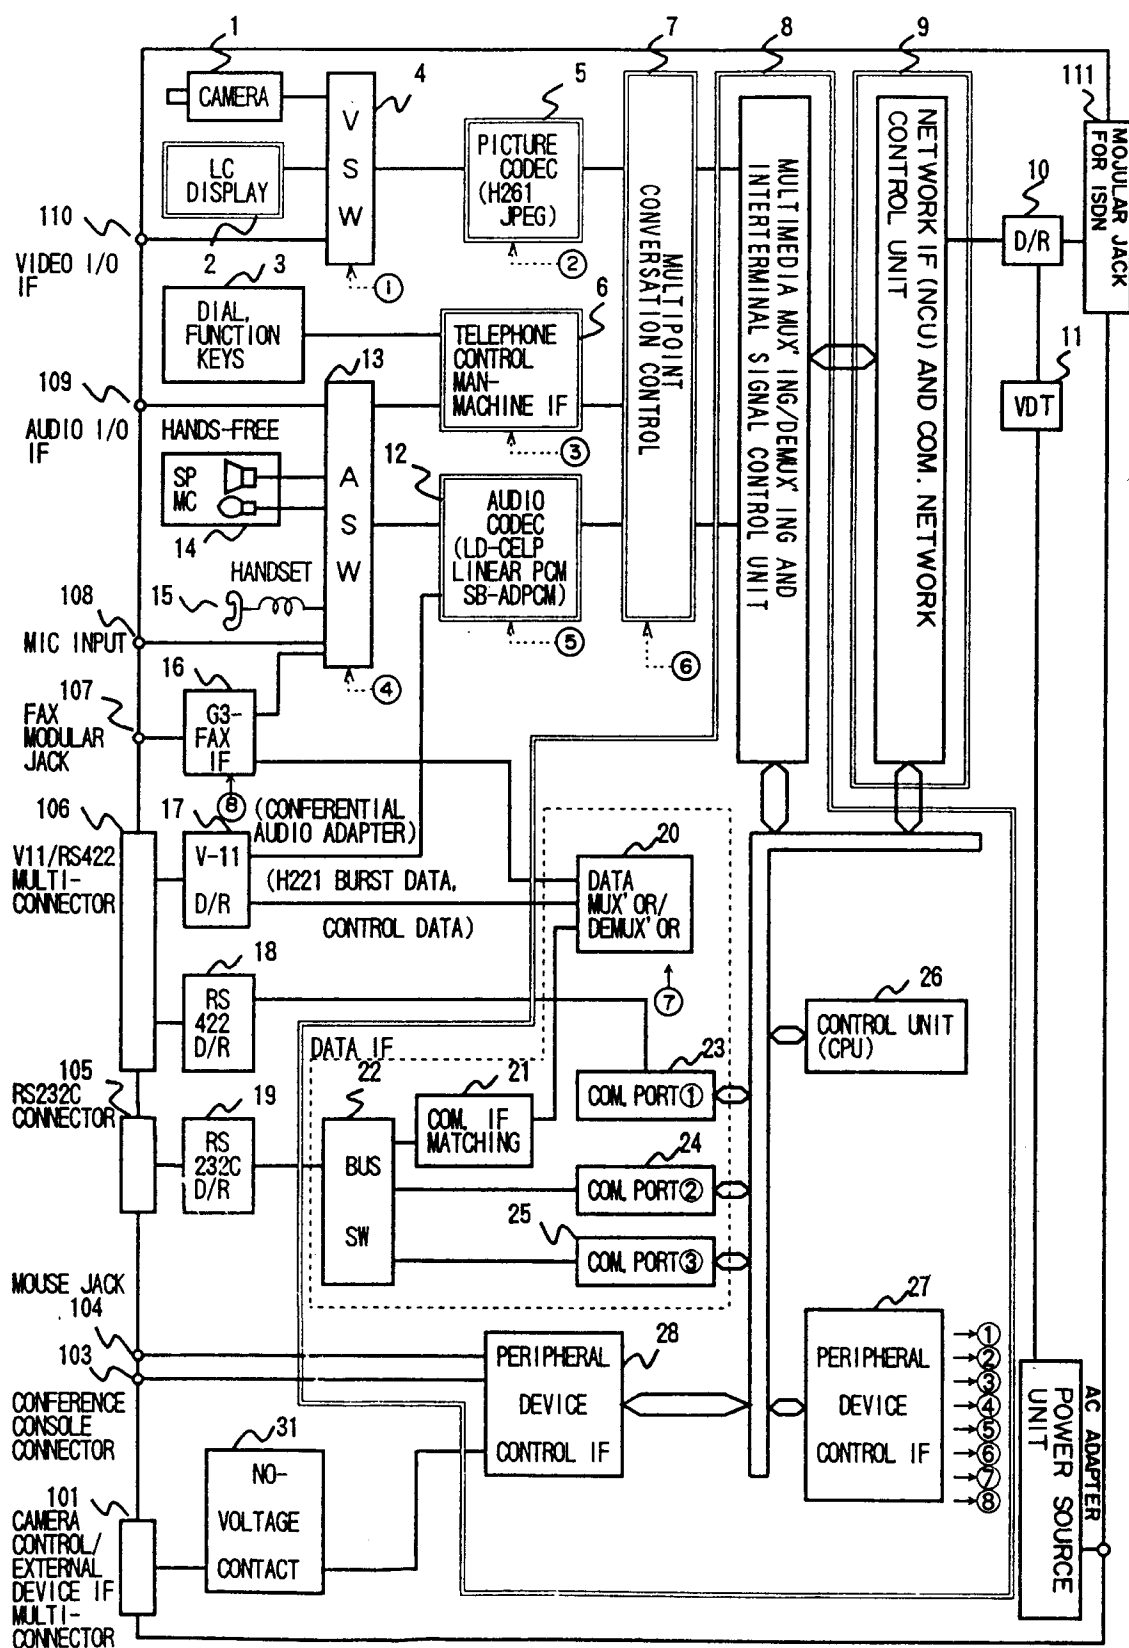 1
7
8
9
4
5
111
CAMERA
V
S
W
LC
DISPLAY
PICTURE
CODEC
(H261
JPEG)
MULTIPOINT
CONVERSATION CONTROL
MULTIMEDIA MUX' ING/DEMUX' ING AND
INTERTERMINAL SIGNAL CONTROL UNIT
NETWORK IF (NCU) AND COM. NETWORK
CONTROL UNIT
MOJULAR JACK
FOR ISDN
10
D/R
110
VIDEO I/O
IF
2
3
①
②
6
DIAL,
FUNCTION
KEYS
TELEPHONE
CONTROL
MAN-
MACHINE IF
13
11
VDT
109
AUDIO I/O
IF
HANDS-FREE
③
SP
MC
14
A
S
W
12
AUDIO
CODEC
(LD-CELP
LINEAR PCM
SB-ADPCM)
HANDSET
15
108
MIC INPUT
④
⑤
⑥
16
107
FAX
MODULAR
JACK
G3-
FAX
IF
⑧
106
17
(CONFERENTIAL
AUDIO ADAPTER)
20
V11/RS422
MULTI-
CONNECTOR
V-11
D/R
(H221 BURST DATA,
CONTROL DATA)
DATA
MUX'OR/
DEMUX'OR
⑦
18
RS
422
D/R
26
CONTROL UNIT
(CPU)
DATA IF
23
105
RS232C
CONNECTOR
19
22
21
COM. PORT①
RS
232C
D/R
BUS
SW
COM. IF
MATCHING
24
COM. PORT②
25
COM. PORT③
MOUSE JACK
104
27
28
103
PERIPHERAL
DEVICE
CONTROL IF
PERIPHERAL
DEVICE
CONTROL IF
①
②
③
④
⑤
⑥
⑦
⑧
POWER SOURCE
UNIT
AC ADAPTER
CONFERENCE
CONSOLE
CONNECTOR
31
NO-
VOLTAGE
CONTACT
101
CAMERA
CONTROL/
EXTERNAL
DEVICE IF
MULTI-
CONNECTOR